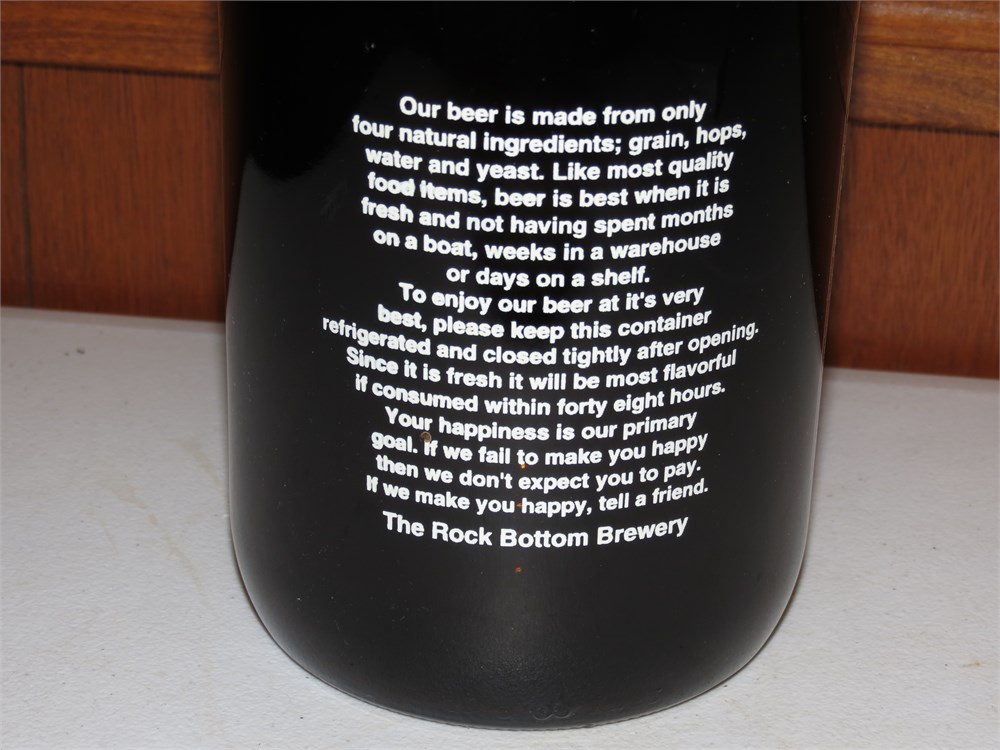 Our beer is made from only
four natural ingredients; grain, hops,
water and yeast. Like most quality
food items, beer is best when it is
fresh and not having spent months
on a boat, weeks in a warehouse
or days on a shelf.
To enjoy our beer at it's very
best, please keep this container
refrigerated and closed tightly after opening.
Since it is fresh it will be most flavorful
if consumed within forty eight hours.
Your happiness is our primary
goal. If we fail to make you happy
then we don't expect you to pay.
If we make you happy, tell a friend.
The Rock Bottom Brewery